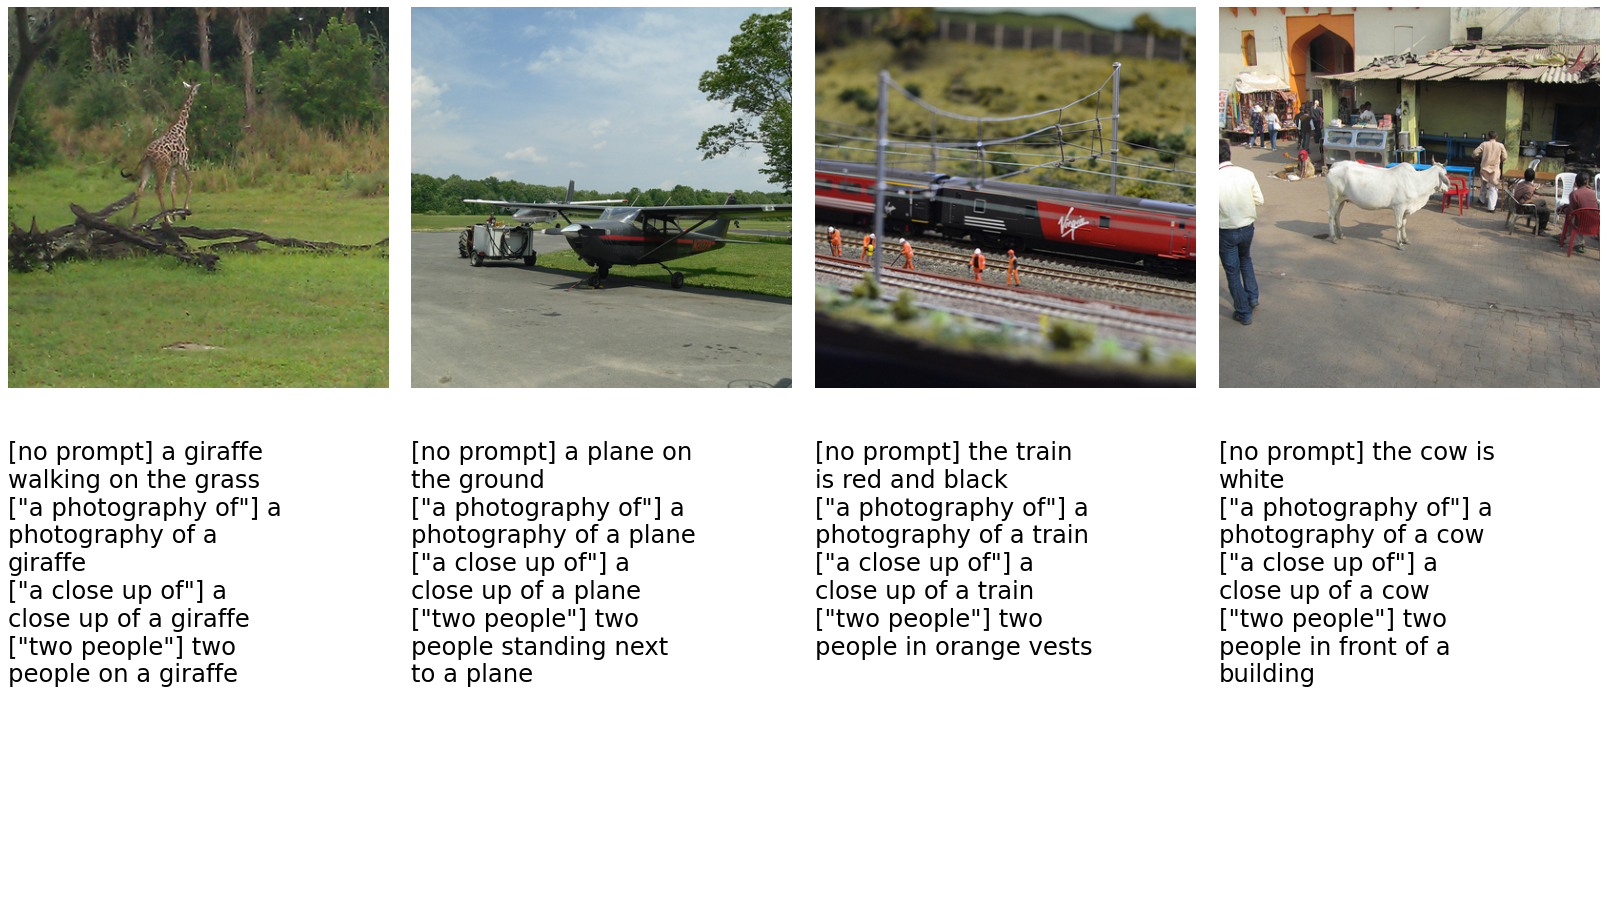 Virgin
[no prompt] a giraffe
walking on the grass
["a photography of"] a
photography of a
giraffe
["a close up of"] a
close up of a giraffe
["two people"] two
people on a giraffe
[no prompt] a plane on
the ground
["a photography of"] a
photography of a plane
["a close up of"] a
close up of a plane
["two people"] two
people standing next
to a plane
[no prompt] the train
is red and black
["a photography of"] a
photography of a train
["a close up of"] a
close up of a train
["two people"] two
people in orange vests
[no prompt] the cow is
white
["a photography of"] a
photography of a cow
["a close up of"] a
close up of a cow
["two people"] two
people in front of a
building